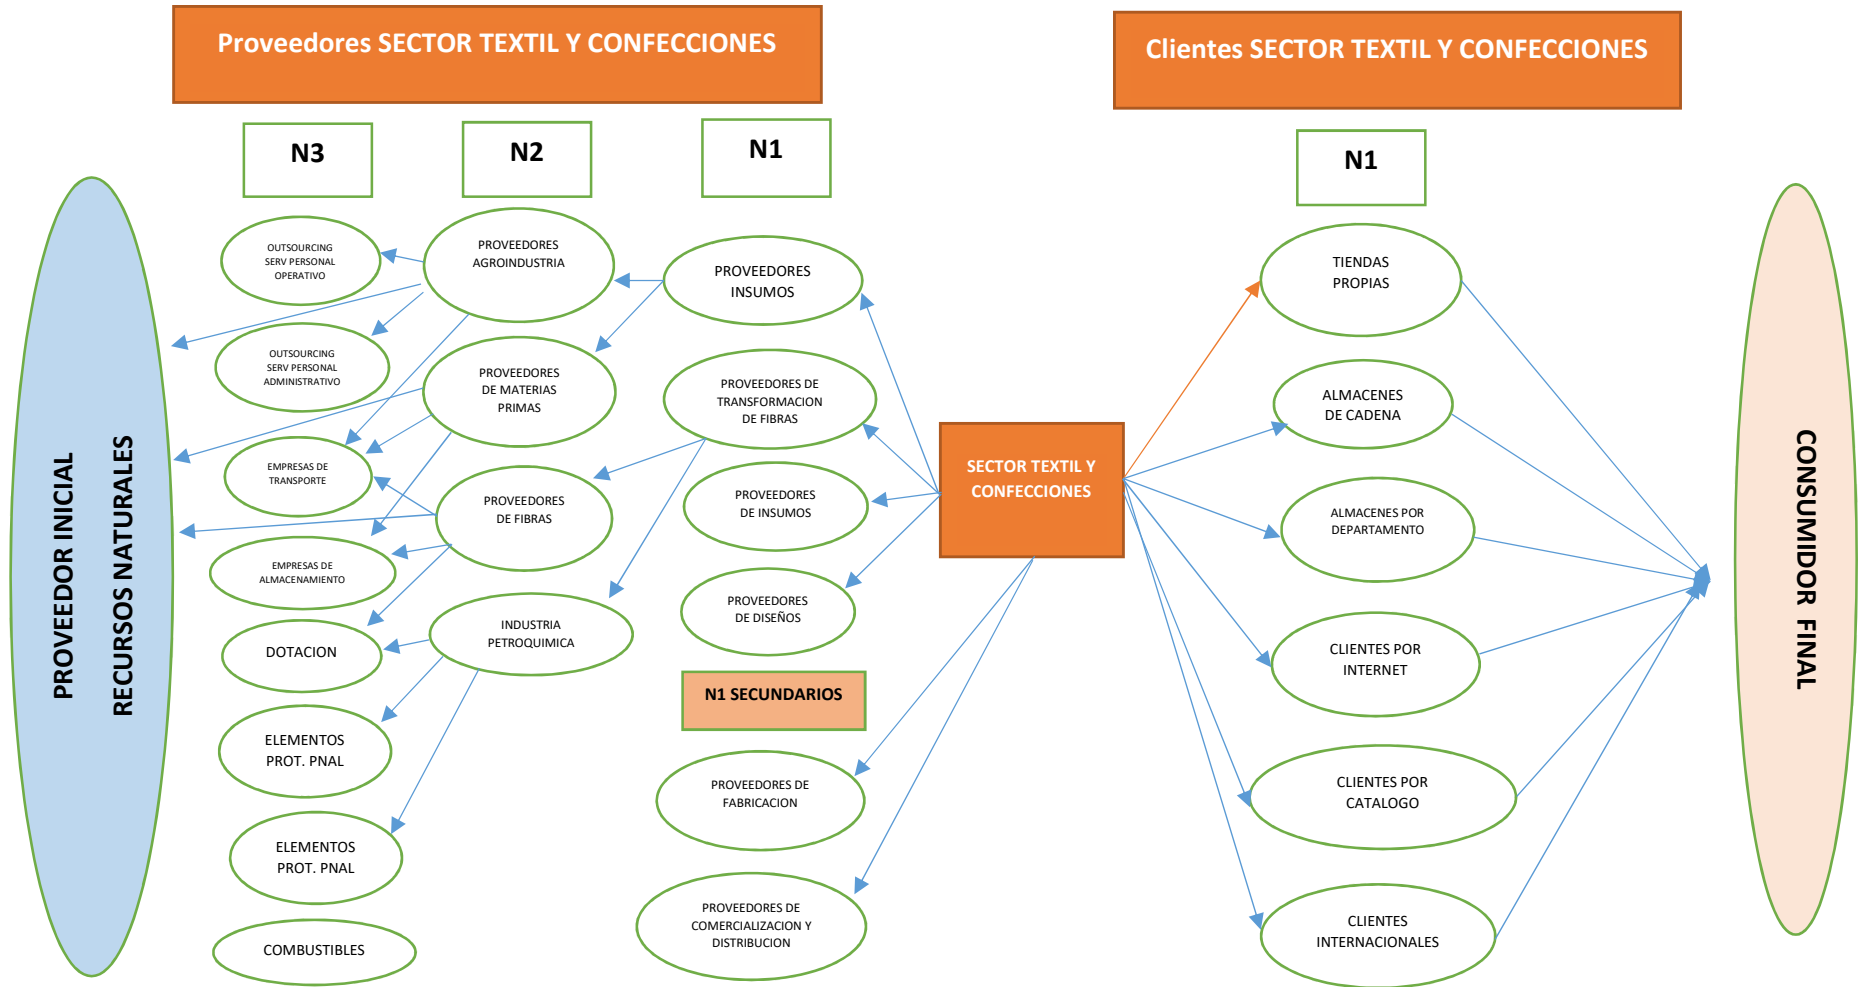 Proveedores SECTOR TEXTIL Y CONFECCIONES
Clientes SECTOR TEXTIL Y CONFECCIONES
N3
N2
N1
N1
PROVEEDOR INICIAL
RECURSOS NATURALES
OUTSOURCING
SERV PERSONAL
OPERATIVO
OUTSOURCING
SERV PERSONAL
ADMINISTRATIVO
EMPRESAS DE
TRANSPORTE
EMPRESAS DE
ALMACENAMIENTO
DOTACION
ELEMENTOS
PROT. PNAL
ELEMENTOS
PROT. PNAL
COMBUSTIBLES
PROVEEDORES
AGROINDUSTRIA
PROVEEDORES
DE MATERIAS
PRIMAS
PROVEEDORES
DE FIBRAS
INDUSTRIA
PETROQUIMICA
PROVEEDORES
INSUMOS
PROVEEDORES DE
TRANSFORMACION
DE FIBRAS
PROVEEDORES
DE INSUMOS
PROVEEDORES
DE DISEÑOS
N1 SECUNDARIOS
PROVEEDORES DE
FABRICACION
PROVEEDORES DE
COMERCIALIZACION Y
DISTRIBUCION
SECTOR TEXTIL Y
CONFECCIONES
TIENDAS
PROPIAS
ALMACENES
DE CADENA
ALMACENES POR
DEPARTAMENTO
CLIENTES POR
INTERNET
CLIENTES POR
CATALOGO
CLIENTES
INTERNACIONALES
CONSUMIDOR FINAL